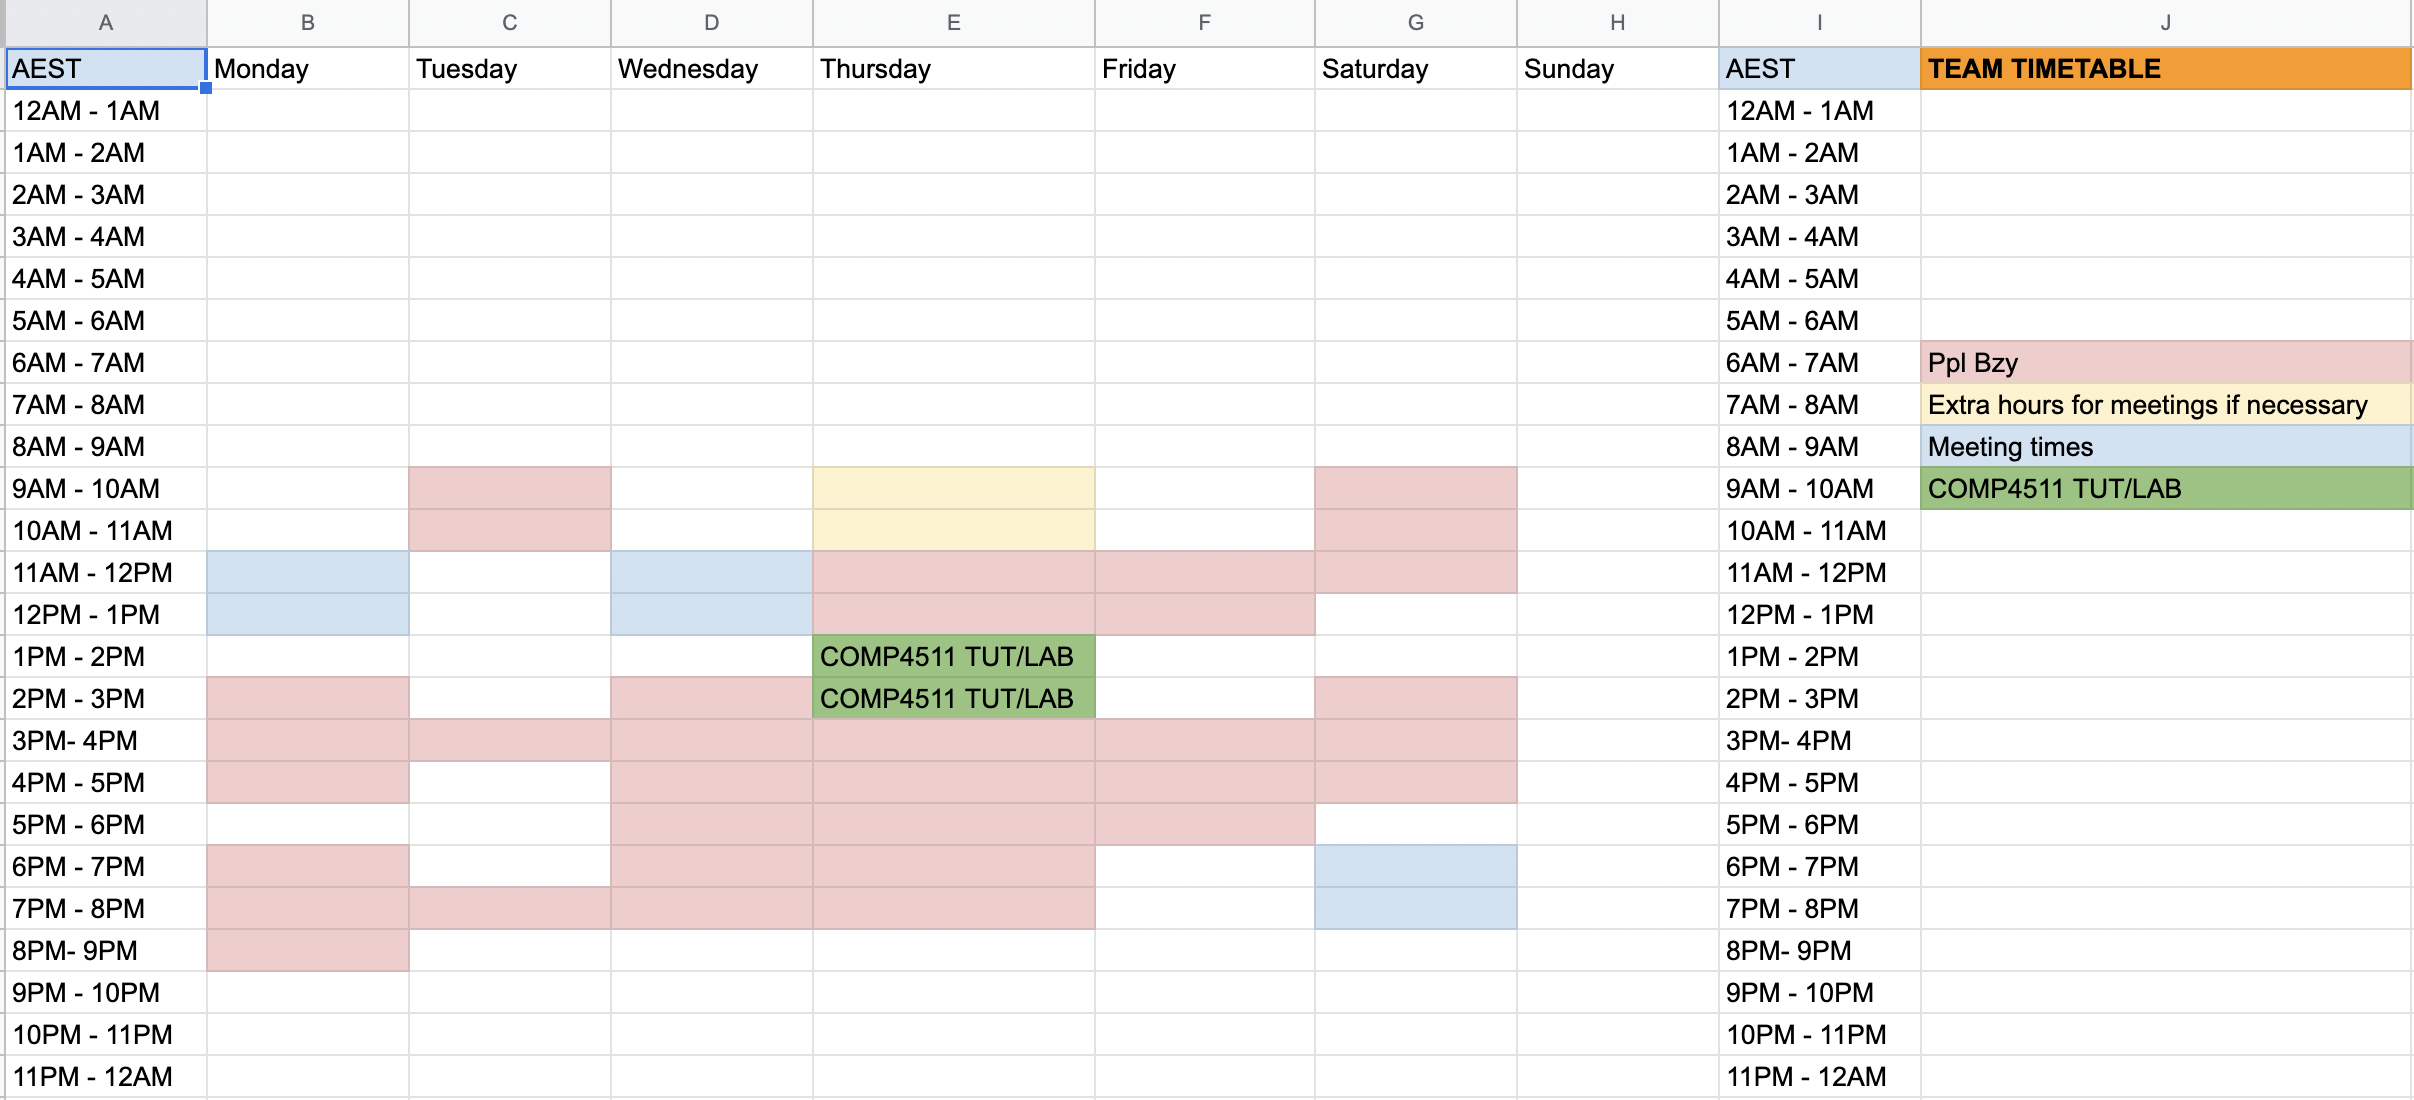 A B C D E F G H I J
AEST Monday Tuesday Wednesday Thursday Friday Saturday Sunday AEST TEAM TIMETABLE
12AM - 1AM 12AM - 1AM
1AM - 2AM 1AM - 2AM
2AM - 3AM 2AM - 3AM
3AM - 4AM 3AM - 4AM
4AM - 5AM 4AM - 5AM
5AM - 6AM 5AM - 6AM
6AM - 7AM 6AM - 7AM Ppl Bzy
7AM - 8AM 7AM - 8AM Extra hours for meetings if necessary
8AM - 9AM 8AM - 9AM Meeting times
9AM - 10AM 9AM - 10AM COMP4511 TUT/LAB
10AM - 11AM 10AM - 11AM
11AM - 12PM 11AM - 12PM
12PM - 1PM 12PM - 1PM
1PM - 2PM COMP4511 TUT/LAB 1PM - 2PM
2PM - 3PM COMP4511 TUT/LAB 2PM - 3PM
3PM- 4PM 3PM- 4PM
4PM - 5PM 4PM - 5PM
5PM - 6PM 5PM - 6PM
6PM - 7PM 6PM - 7PM
7PM - 8PM 7PM - 8PM
8PM- 9PM 8PM- 9PM
9PM - 10PM 9PM - 10PM
10PM - 11PM 10PM - 11PM
11PM - 12AM 11PM - 12AM